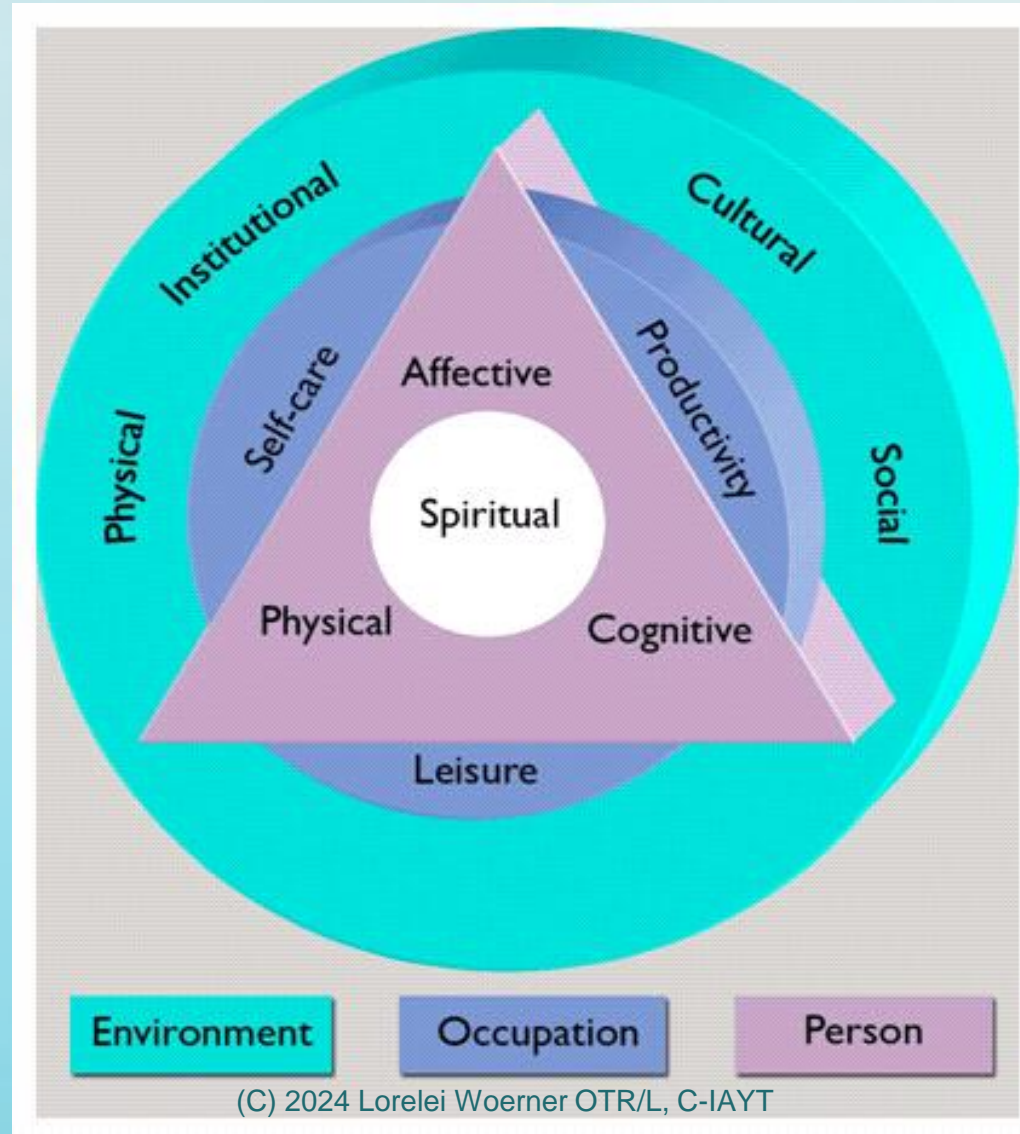 Institutional
Cultural
Physical
Social
Self-care
Productivity
Affective
Spiritual
Physical
Cognitive
Leisure
Environment
Occupation
Person
(C) 2024 Lorelei Woerner OTR/L, C-IAYT